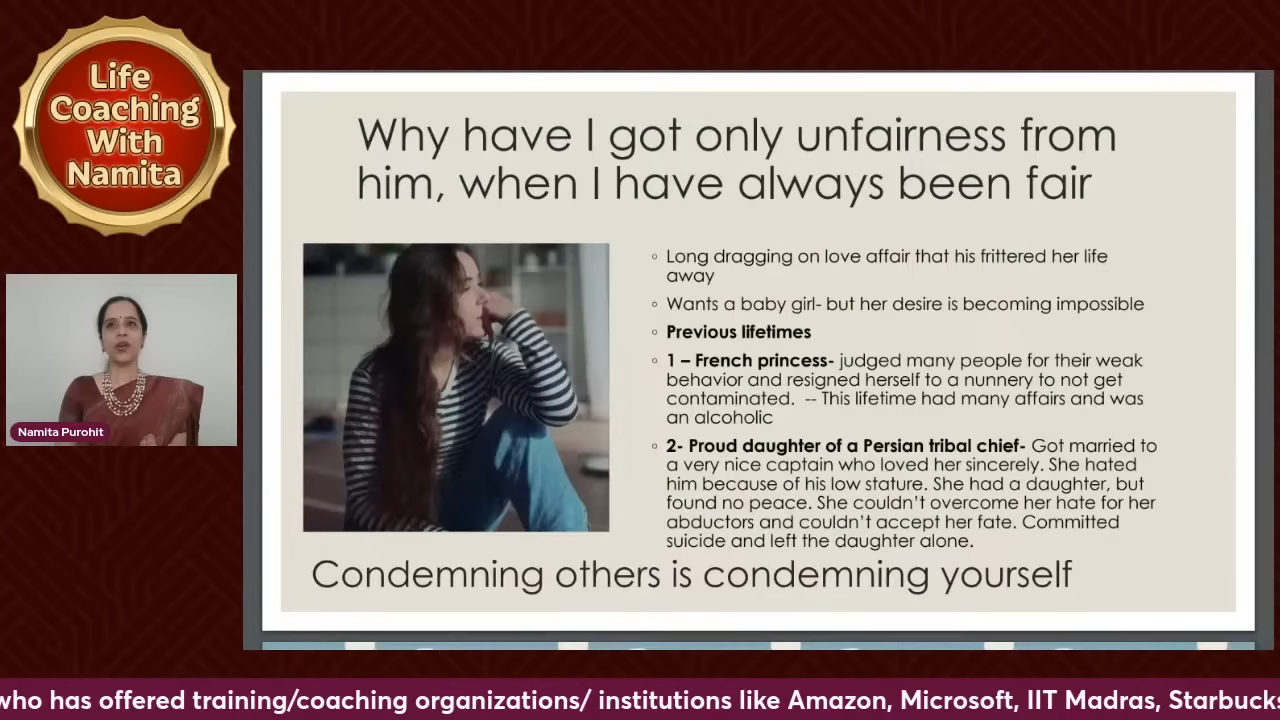 Life
Coaching
With
Namita
Namita Purohit
Why have I got only unfairness from
him, when I have always been fair
Long dragging on love affair that his frittered her life
away
Wants a baby girl- but her desire is becoming impossible
Previous lifetimes
1 – French princess- judged many people for their weak
behavior and resigned herself to a nunnery to not get
contaminated. -- This lifetime had many affairs and was
an alcoholic
2- Proud daughter of a Persian tribal chief- Got married to
a very nice captain who loved her sincerely. She hated
him because of his low stature. She had a daughter, but
found no peace. She couldn't overcome her hate for her
abductors and couldn't accept her fate. Committed
suicide and left the daughter alone.
Condemning others is condemning yourself
who has offered training/coaching organizations/ institutions like Amazon, Microsoft, IIT Madras, Starbucks